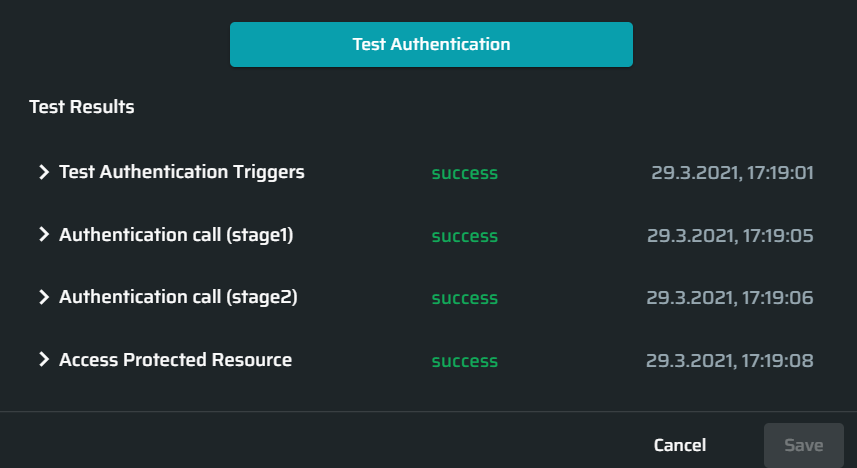 Test Authentication
Test Results
Test Authentication Triggers success 29.3.2021, 17:19:01
Authentication call (stage1) success 29.3.2021, 17:19:05
Authentication call (stage2) success 29.3.2021, 17:19:06
Access Protected Resource success 29.3.2021, 17:19:08
Cancel Save